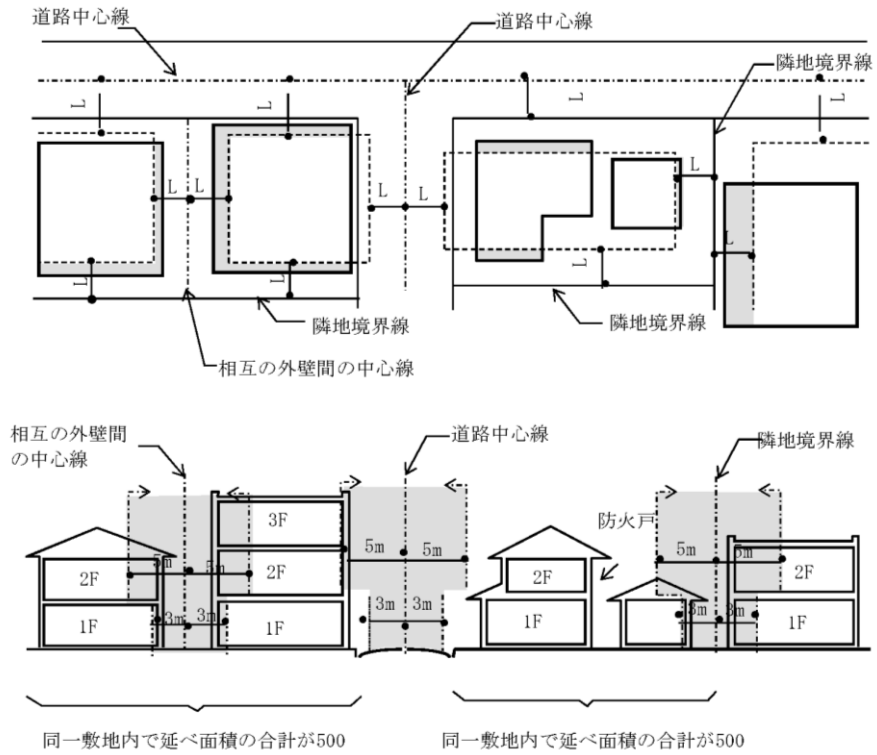 道路中心線
道路中心線
隣地境界線
L
L
L
L
L
L
L
L
L
L
L
L
L
L
隣地境界線
隣地境界線
相互の外壁間の中心線
相互の外壁間
の中心線
道路中心線
隣地境界線
防火戸
3F
5m
5m
5m
5m
5m
5m
2F
2F
2F
2F
3m
3m
3m
3m
3m
3m
1F
1F
1F
1F
同一敷地内で延べ面積の合計が500
同一敷地内で延べ面積の合計が500